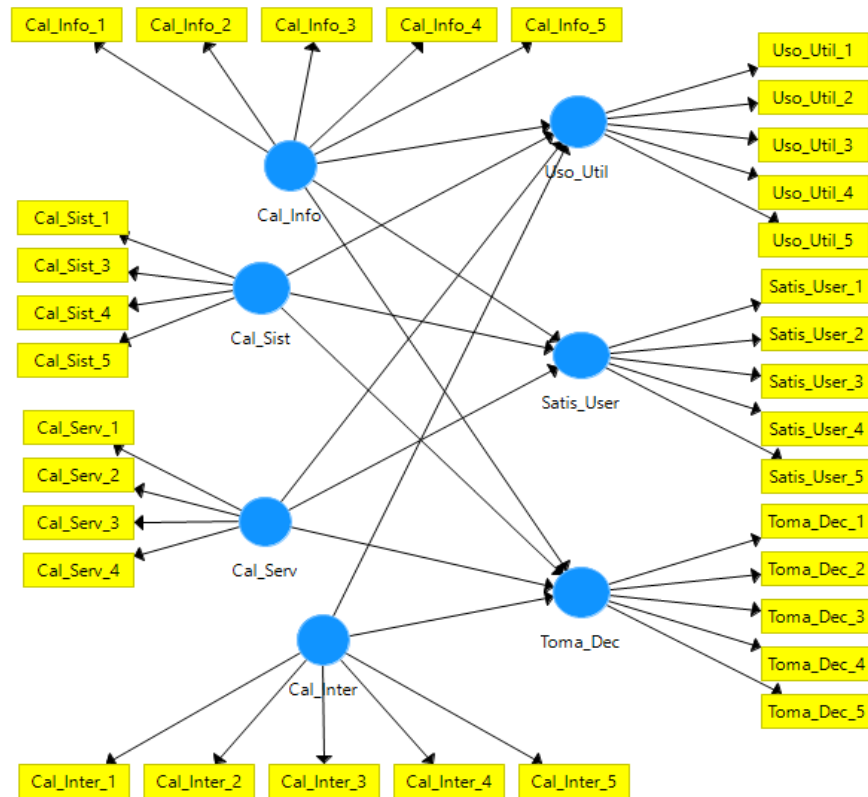 Cal_Info_1
Cal_Info_2
Cal_Info_3
Cal_Info_4
Cal_Info_5
Uso_Util_1
Uso_Util_2
Uso_Util_3
Uso_Util_4
Uso_Util_5
Uso_Util
Cal_Info
Cal_Sist_1
Cal_Sist_3
Cal_Sist_4
Cal_Sist_5
Cal_Sist
Satis_User_1
Satis_User_2
Satis_User_3
Satis_User_4
Satis_User_5
Satis_User
Cal_Serv_1
Cal_Serv_2
Cal_Serv_3
Cal_Serv_4
Cal_Serv
Toma_Dec_1
Toma_Dec_2
Toma_Dec_3
Toma_Dec_4
Toma_Dec_5
Toma_Dec
Cal_Inter
Cal_Inter_1
Cal_Inter_2
Cal_Inter_3
Cal_Inter_4
Cal_Inter_5